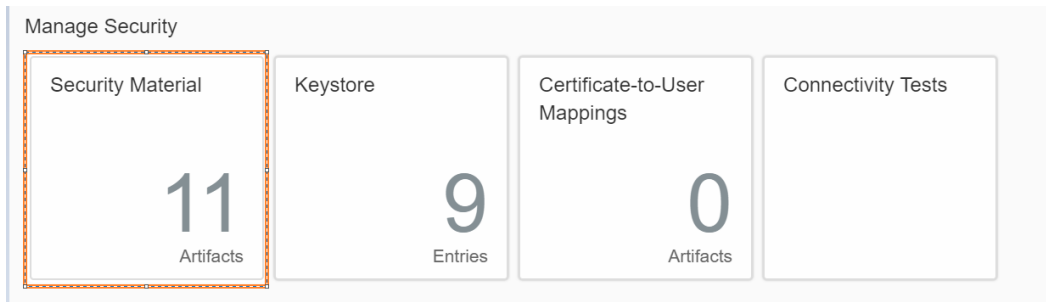 Manage Security
Security Material
11
Artifacts
Keystore
9
Entries
Certificate-to-User
Mappings
0
Artifacts
Connectivity Tests